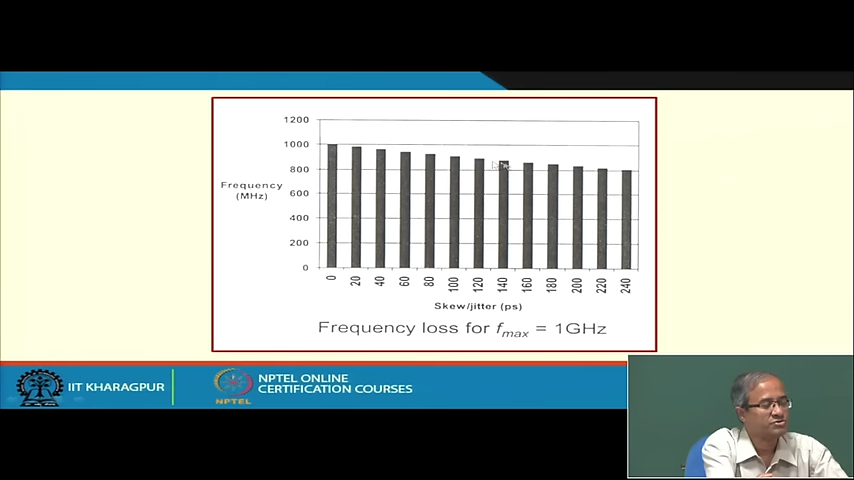 1200
1000
800
600
400
200
0
Frequency
(MHz)
0 20 40 60 80 100 120 140 160 180 200 220 240
Skew/jitter (ps)
Frequency loss for fmax = 1GHz
IIT KHARAGPUR
NPTEL
NPTEL ONLINE
CERTIFICATION COURSES